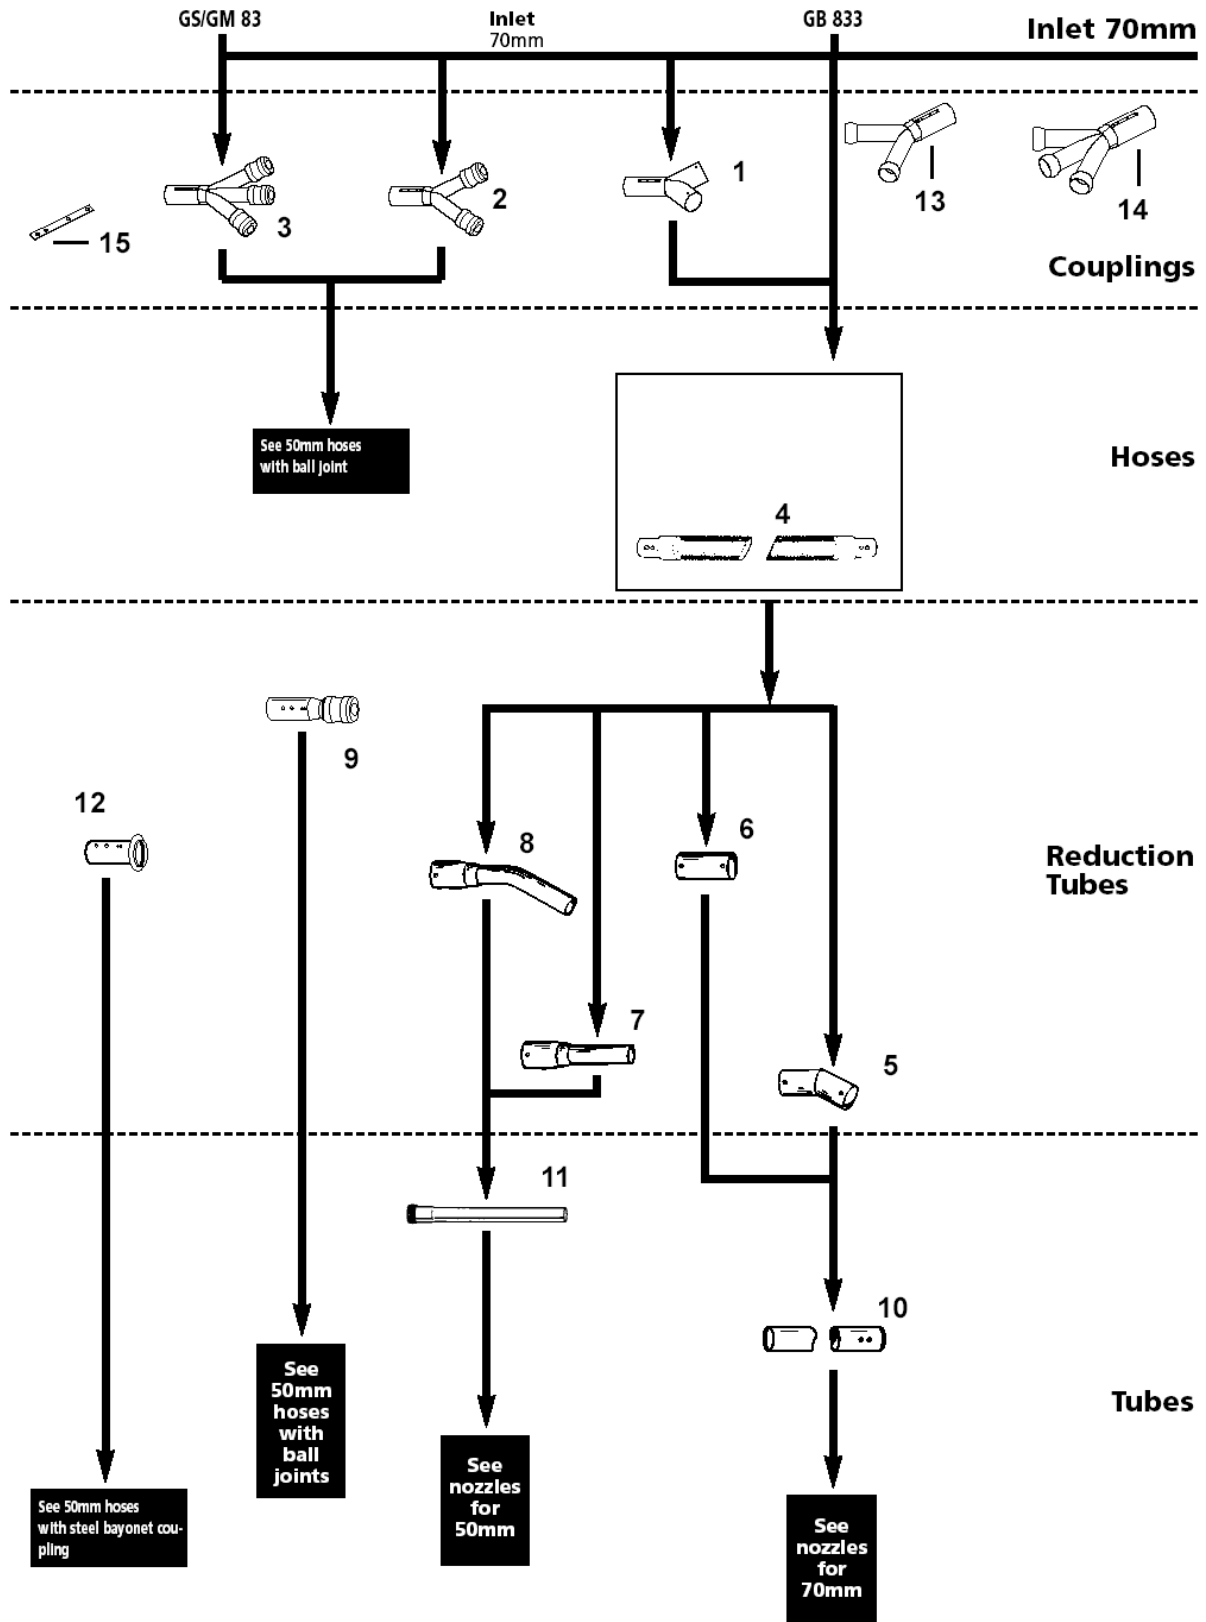 GS/GM 83
Inlet
70mm
GB 833
Inlet 70mm
1
2
3
13
14
15
Couplings
See 50mm hoses
with ball joint
Hoses
4
9
12
8
6
Reduction
Tubes
7
5
11
10
See
50mm
hoses
with
ball
joints
Tubes
See
nozzles
for
50mm
See 50mm hoses
with steel bayonet cou-
pling
See
nozzles
for
70mm